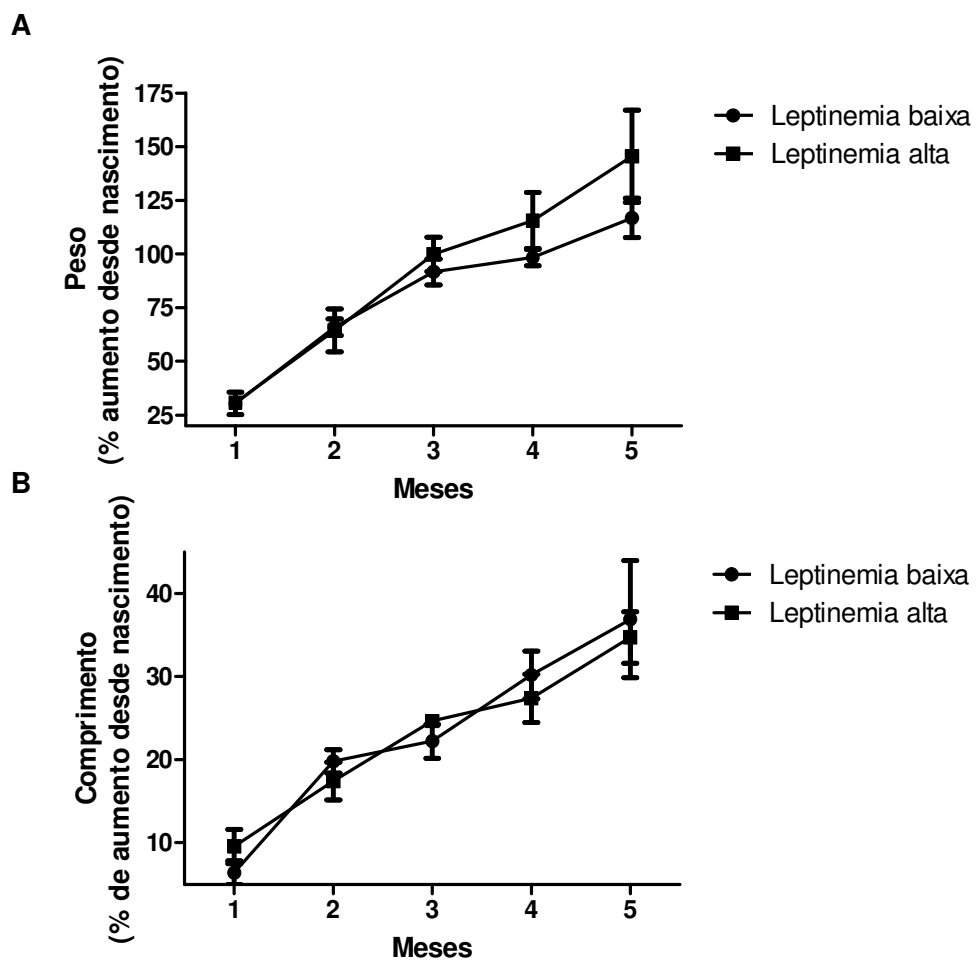 A
Peso
(% aumento desde nascimento)
175
150
125
100
75
50
25
1 2 3 4 5
Meses
Leptinemia baixa
Leptinemia alta
B
Comprimento
(% de aumento desde nascimento)
40
30
20
10
1 2 3 4 5
Meses
Leptinemia baixa
Leptinemia alta